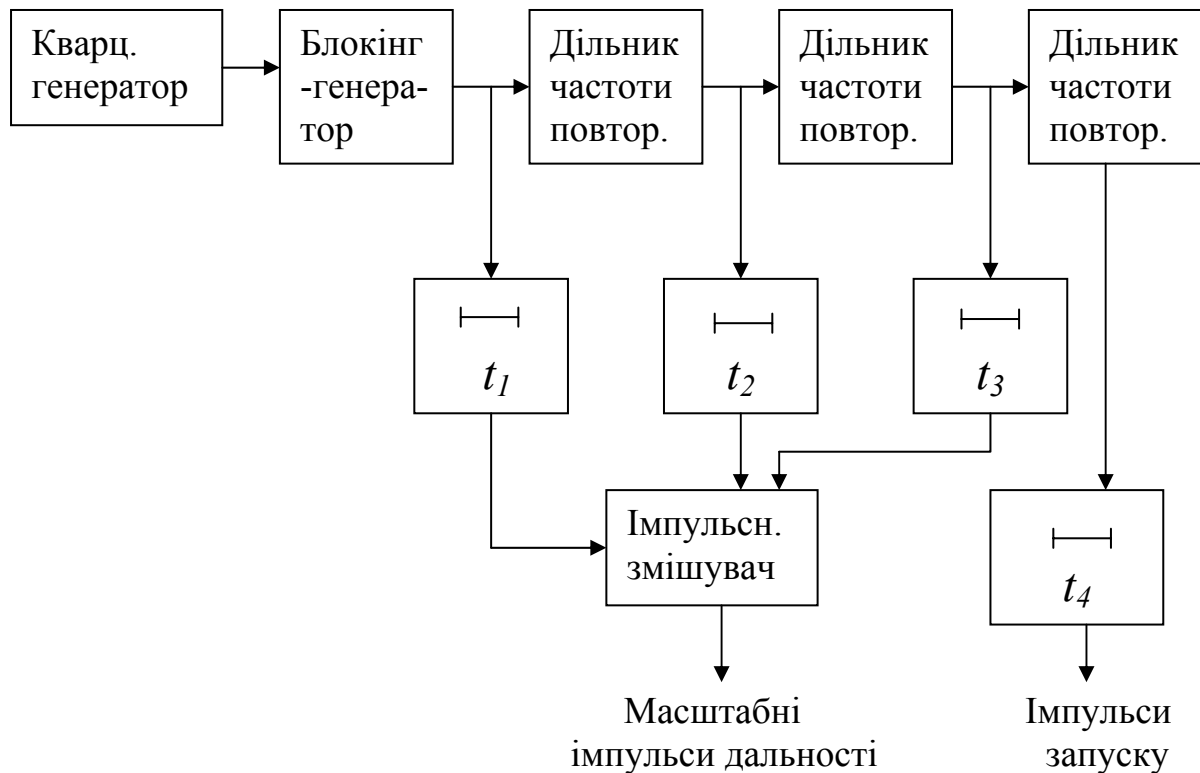 Кварц.
генератор
Блокінг
-генера-
тор
Дільник
частоти
повтор.
Дільник
частоти
повтор.
Дільник
частоти
повтор.
t1
t2
t3
Імпульсн.
змішувач
t4
Масштабні
імпульси дальності
Імпульси
запуску